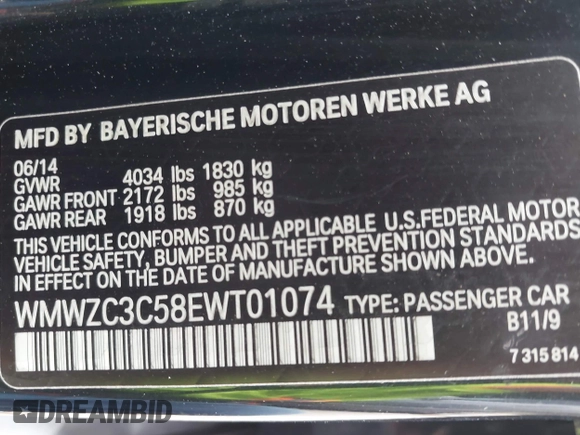 MFD BY BAYERISCHE MOTOREN WERKE AG
06/14
GVWR 4034 lbs 1830 kg
GAWR FRONT 2172 lbs 985 kg
GAWR REAR 1918 lbs 870 kg
THIS VEHICLE CONFORMS TO ALL APPLICABLE U.S.FEDERAL MOTOR
VEHICLE SAFETY, BUMPER AND THEFT PREVENTION STANDARDS
IN EFFECT ON THE DATE OF MANUFACTURE SHOWN ABOVE.
WMWZC3C58EWT01074 TYPE: PASSENGER CAR
B11/9
7 315 814
DREAMBID